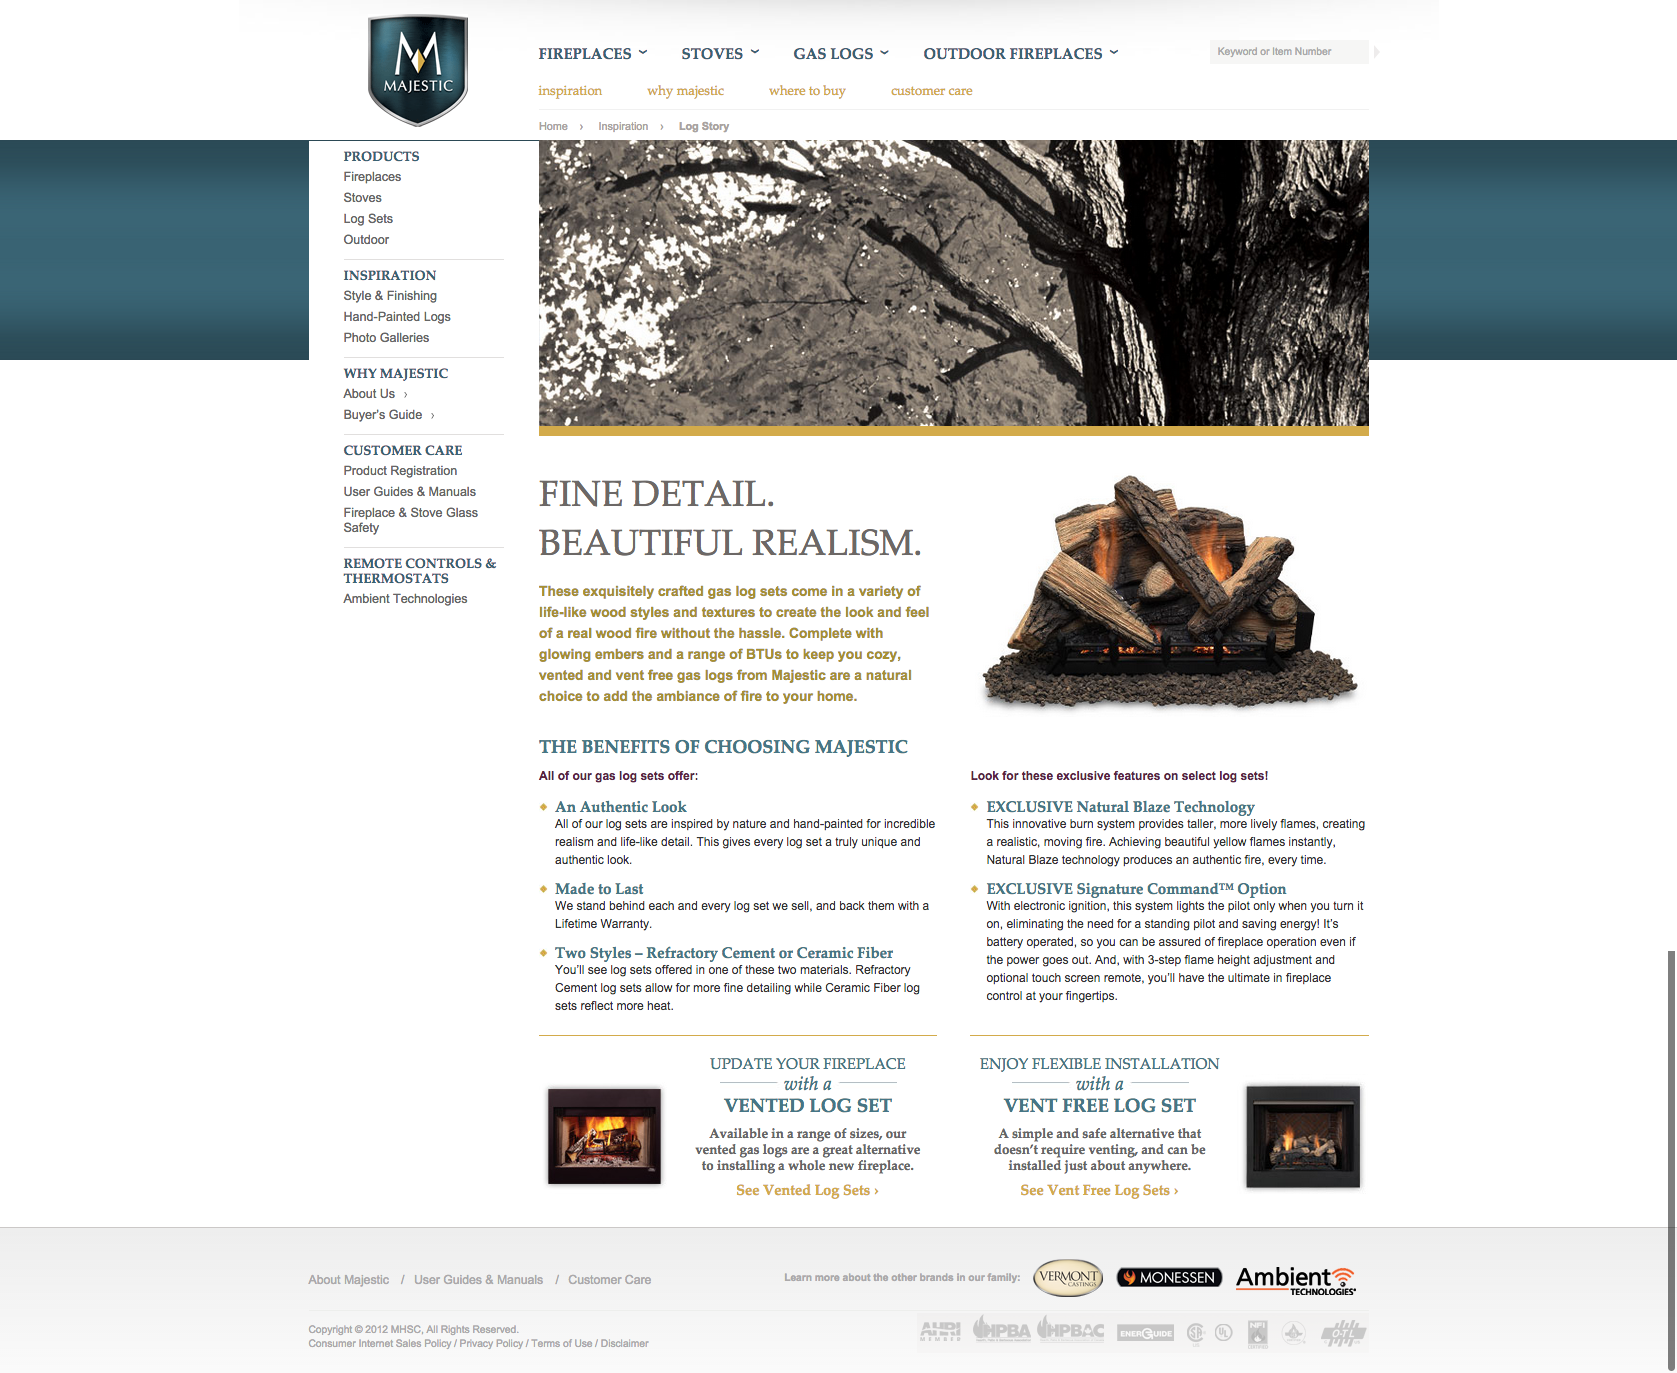 MAJESTIC
FIREPLACES STOVES GAS LOGS OUTDOOR FIREPLACES
Keyword or Item Number
inspiration why majestic where to buy customer care
Home › Inspiration › Log Story
PRODUCTS
Fireplaces
Stoves
Log Sets
Outdoor
INSPIRATION
Style & Finishing
Hand-Painted Logs
Photo Galleries
WHY MAJESTIC
About Us ›
Buyer's Guide ›
CUSTOMER CARE
Product Registration
User Guides & Manuals
Fireplace & Stove Glass
Safety
REMOTE CONTROLS &
THERMOSTATS
Ambient Technologies
FINE DETAIL.
BEAUTIFUL REALISM.
These exquisitely crafted gas log sets come in a variety of
life-like wood styles and textures to create the look and feel
of a real wood fire without the hassle. Complete with
glowing embers and a range of BTUs to keep you cozy,
vented and vent free gas logs from Majestic are a natural
choice to add the ambiance of fire to your home.
THE BENEFITS OF CHOOSING MAJESTIC
All of our gas log sets offer:
An Authentic Look
All of our log sets are inspired by nature and hand-painted for incredible
realism and life-like detail. This gives every log set a truly unique and
authentic look.
Made to Last
We stand behind each and every log set we sell, and back them with a
Lifetime Warranty.
Two Styles – Refractory Cement or Ceramic Fiber
You'll see log sets offered in one of these two materials. Refractory
Cement log sets allow for more fine detailing while Ceramic Fiber log
sets reflect more heat.
Look for these exclusive features on select log sets!
EXCLUSIVE Natural Blaze Technology
This innovative burn system provides taller, more lively flames, creating
a realistic, moving fire. Achieving beautiful yellow flames instantly,
Natural Blaze technology produces an authentic fire, every time.
EXCLUSIVE Signature Command™ Option
With electronic ignition, this system lights the pilot only when you turn it
on, eliminating the need for a standing pilot and saving energy! It's
battery operated, so you can be assured of fireplace operation even if
the power goes out. And, with 3-step flame height adjustment and
optional touch screen remote, you'll have the ultimate in fireplace
control at your fingertips.
UPDATE YOUR FIREPLACE
with a
VENTED LOG SET
Available in a range of sizes, our
vented gas logs are a great alternative
to installing a whole new fireplace.
See Vented Log Sets ›
ENJOY FLEXIBLE INSTALLATION
with a
VENT FREE LOG SET
A simple and safe alternative that
doesn't require venting, and can be
installed just about anywhere.
See Vent Free Log Sets ›
About Majestic / User Guides & Manuals / Customer Care
Learn more about the other brands in our family:
VERMONT
CASTINGS
MONESSEN
Ambient
TECHNOLOGIES
Copyright © 2012 MHSC, All Rights Reserved.
Consumer Internet Sales Policy / Privacy Policy / Terms of Use / Disclaimer
AHRI
MEMBER
HPBA
HPBAC
ENERGUIDE
UL
NFI
CERTIFIED
O-T-L